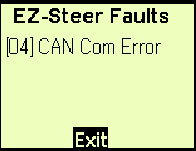 EZ-Steer Faults
[04] CAN Com Error
Exit